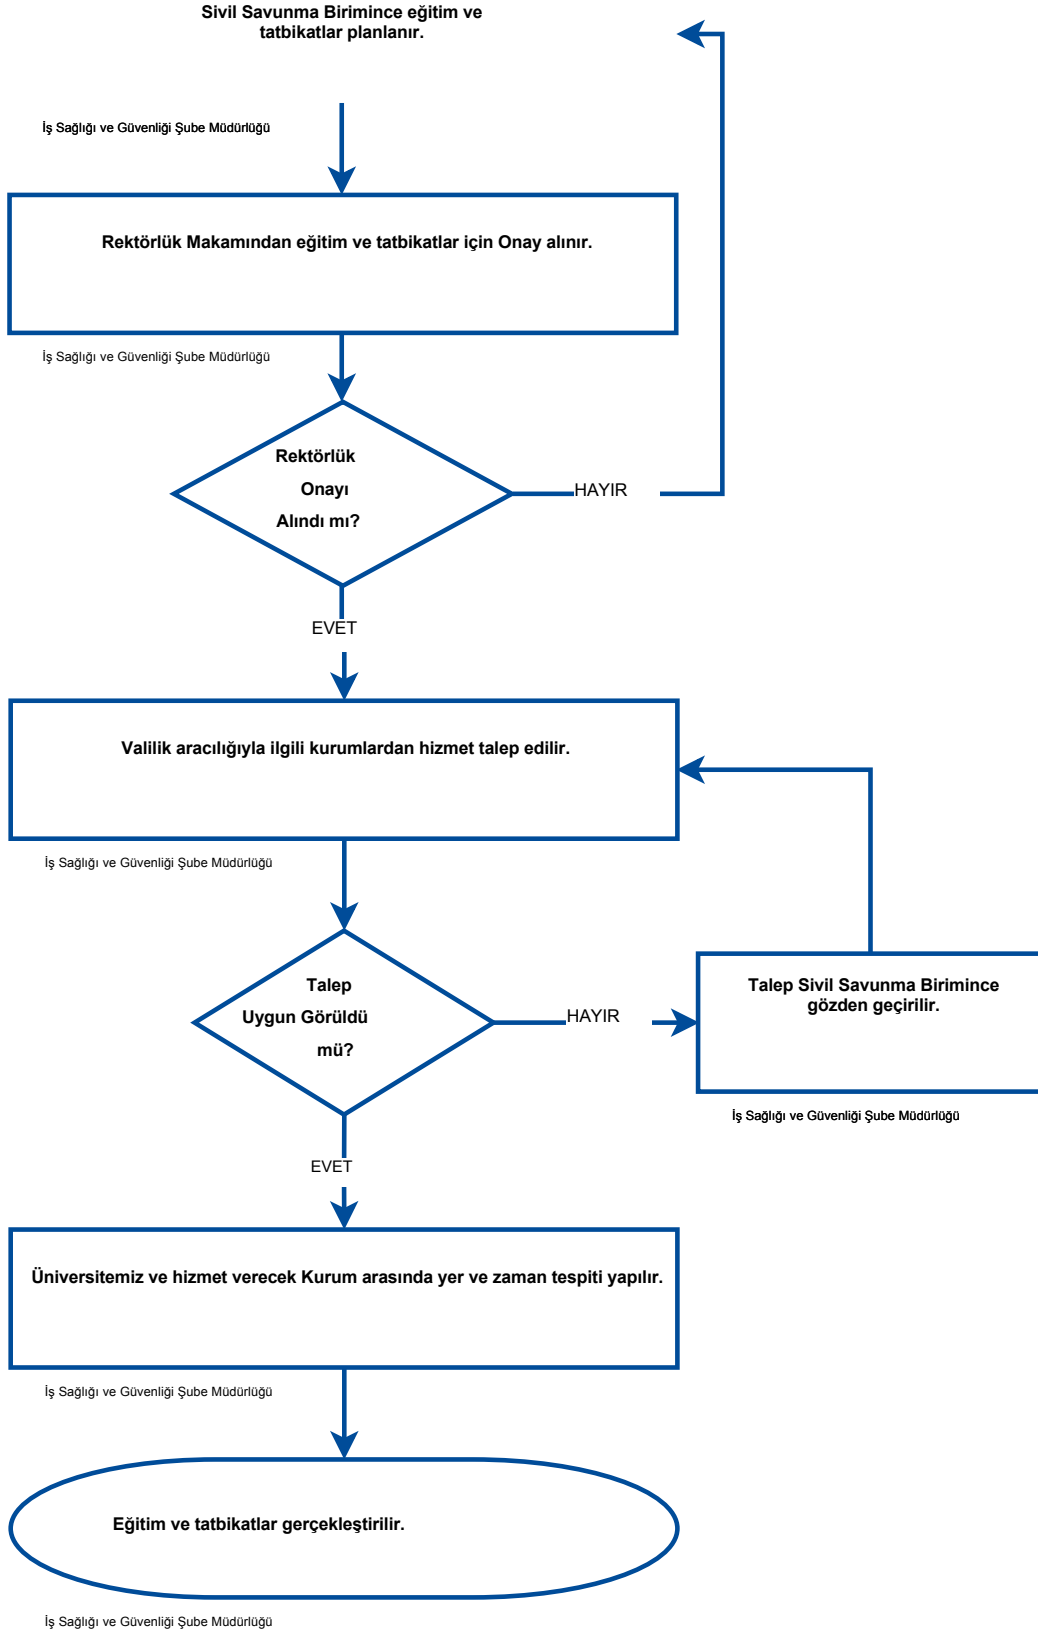 Sivil Savunma Birimince eğitim ve
tatbikatlar planlanır.
İş Sağlığı ve Güvenliği Şube Müdürlüğü
Rektörlük Makamından eğitim ve tatbikatlar için Onay alınır.
İş Sağlığı ve Güvenliği Şube Müdürlüğü
Rektörlük
Onayı
Alındı mı?
HAYIR
EVET
Valilik aracılığıyla ilgili kurumlardan hizmet talep edilir.
İş Sağlığı ve Güvenliği Şube Müdürlüğü
Talep
Uygun Görüldü
mü?
HAYIR
Talep Sivil Savunma Birimince
gözden geçirilir.
İş Sağlığı ve Güvenliği Şube Müdürlüğü
EVET
Üniversitemiz ve hizmet verecek Kurum arasında yer ve zaman tespiti yapılır.
İş Sağlığı ve Güvenliği Şube Müdürlüğü
Eğitim ve tatbikatlar gerçekleştirilir.
İş Sağlığı ve Güvenliği Şube Müdürlüğü